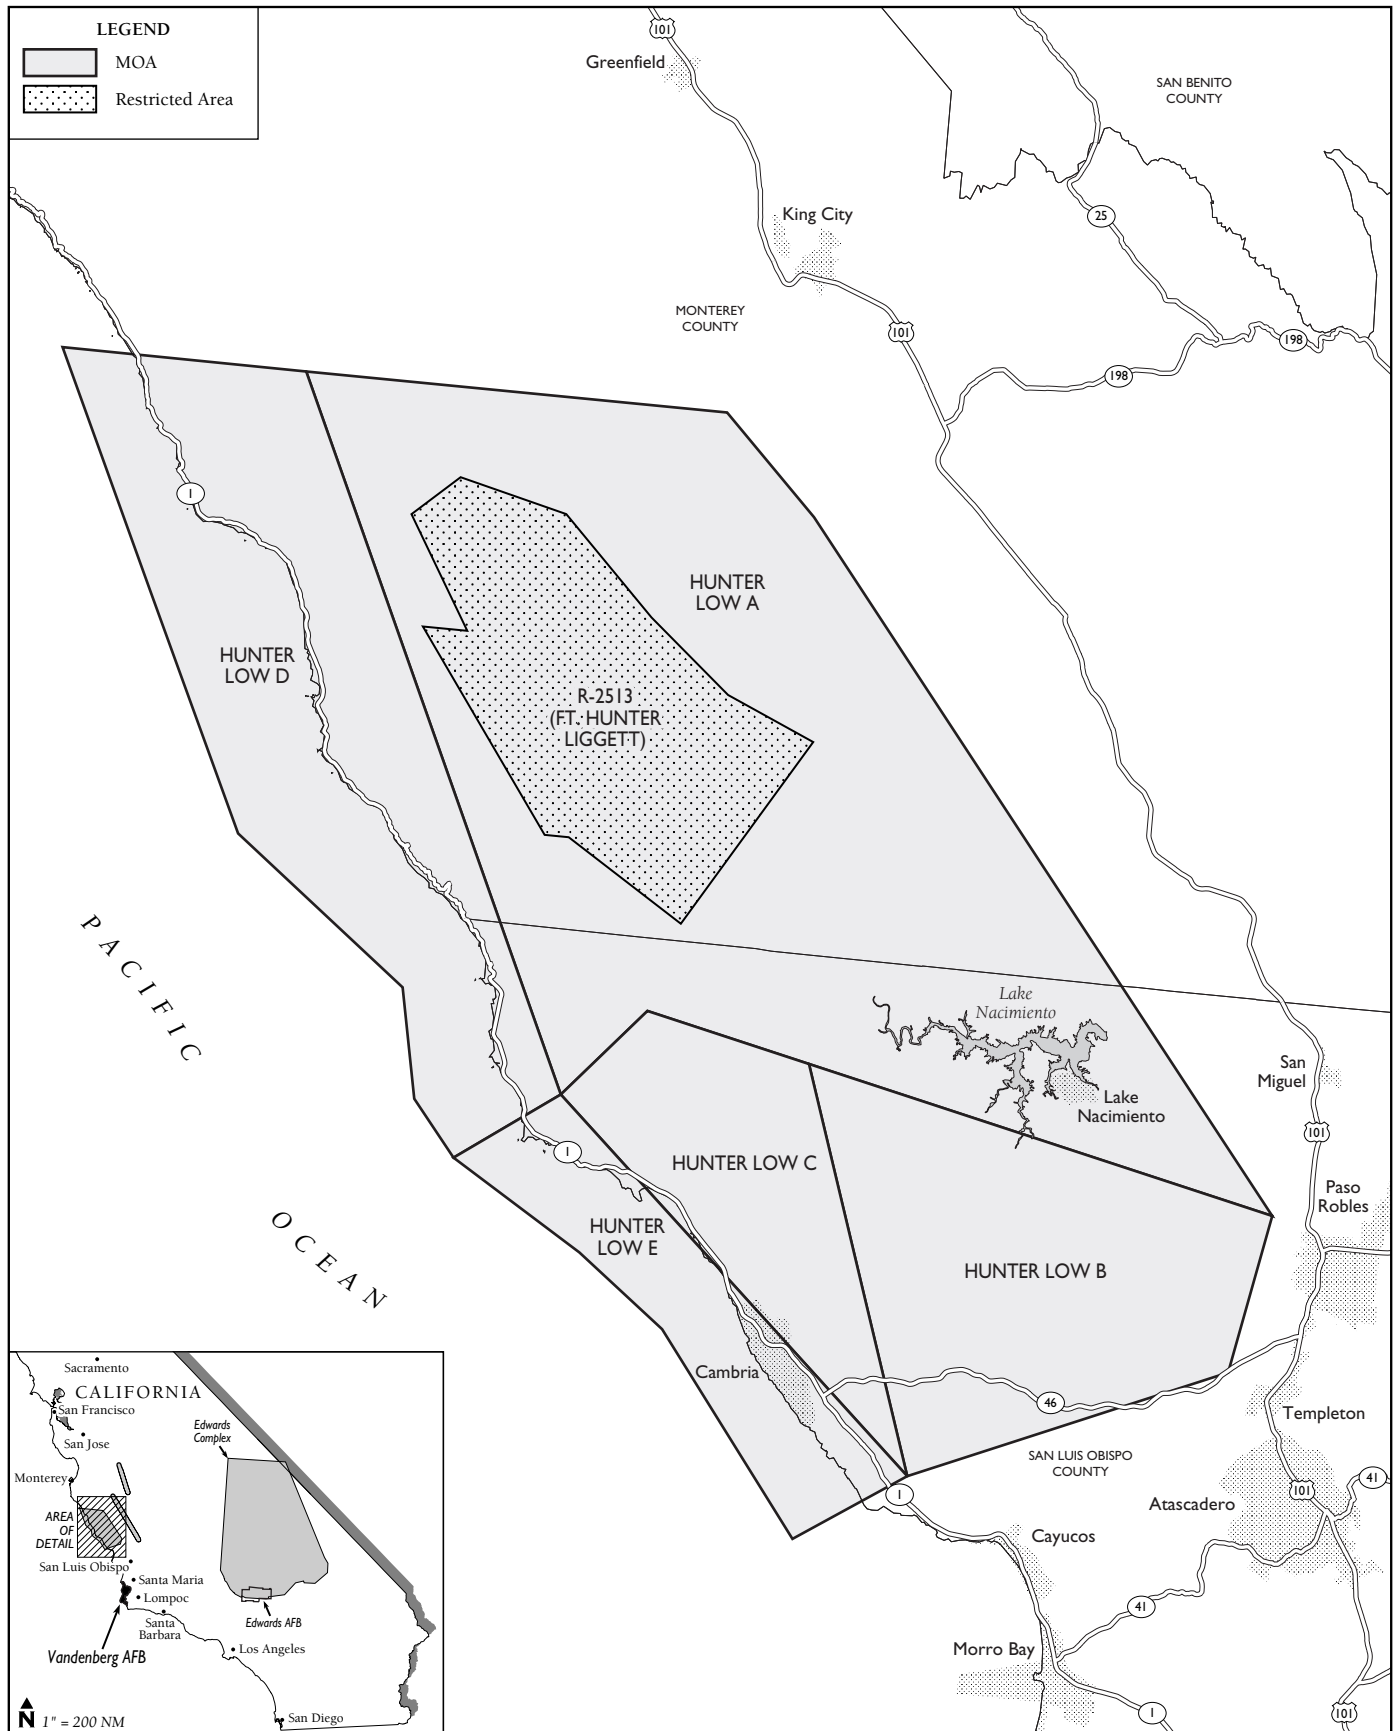 LEGEND
MOA
Restricted Area
101
Greenfield
SAN BENITO
COUNTY
25
King City
MONTEREY
COUNTY
101
198
198
1
HUNTER
LOW A
HUNTER
LOW D
R-2513
(FT. HUNTER
LIGGETT)
PACIFIC
OCEAN
Lake
Nacimiento
San
Miguel
Lake
Nacimiento
101
1
HUNTER LOW C
Paso
Robles
HUNTER
LOW E
HUNTER LOW B
Cambria
46
Templeton
SAN LUIS OBISPO
COUNTY
101
41
Atascadero
1
Cayucos
41
Morro Bay
1
101
Sacramento
CALIFORNIA
San Francisco
San Jose
Edwards
Complex
Monterey
AREA
OF
DETAIL
San Luis Obispo
Santa Maria
Lompoc
Santa
Barbara
Edwards AFB
Los Angeles
Vandenberg AFB
San Diego
N 1" = 200 NM